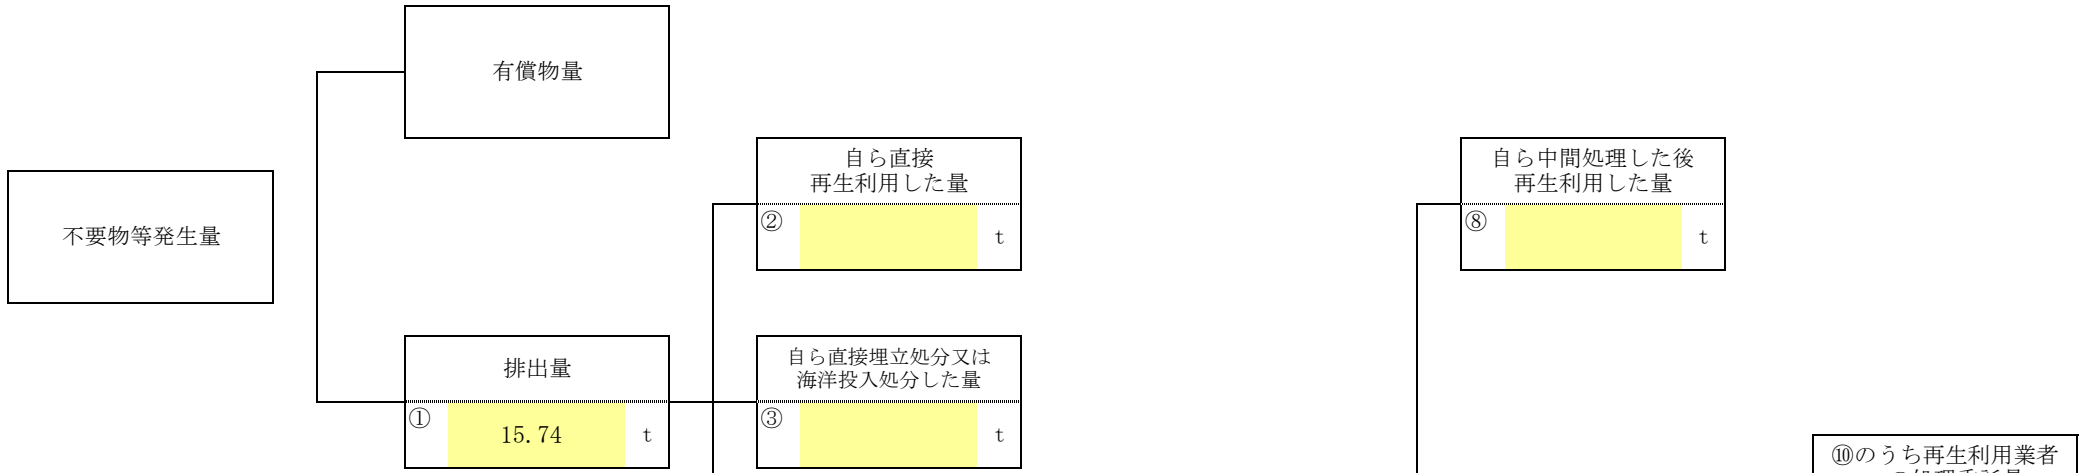 有償物量
自ら直接
再生利用した量
② t
自ら中間処理した後
再生利用した量
⑧ t
不要物等発生量
排出量
① 15.74 t
自ら直接埋立処分又は
海洋投入処分した量
③ t
⑩のうち再生利用業者